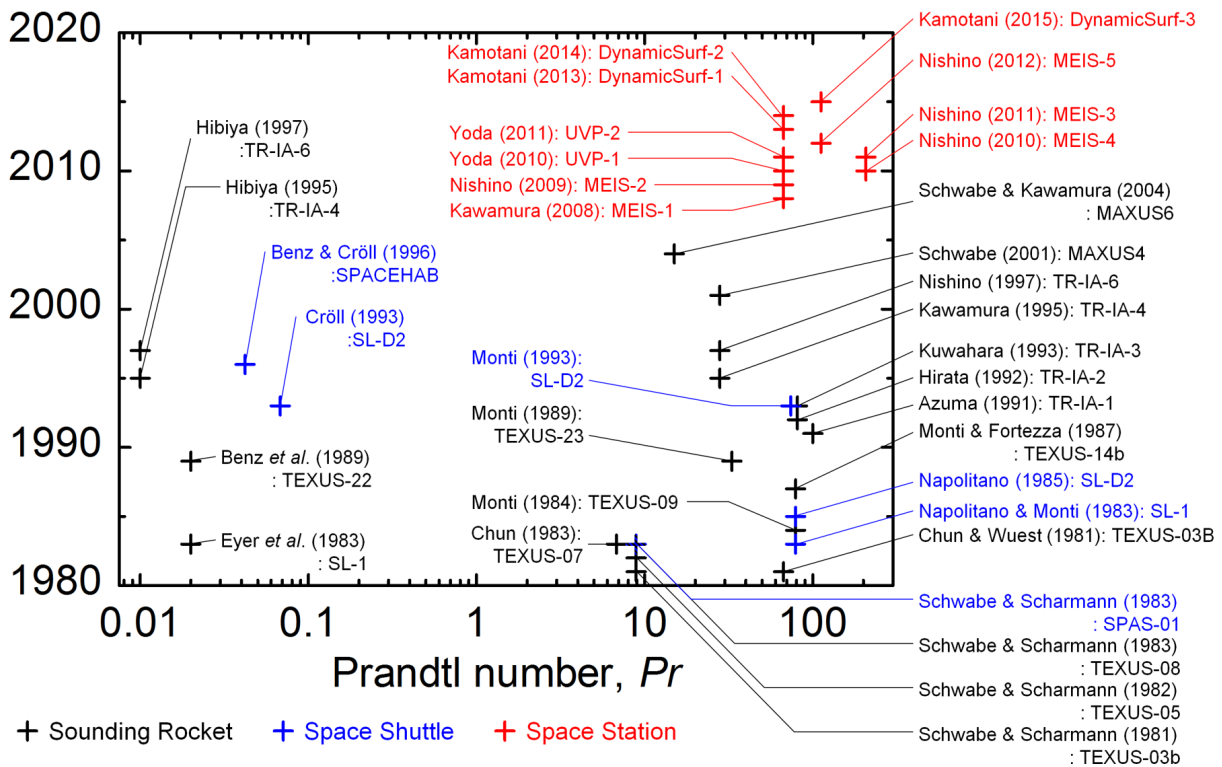 2020
2010
2000
1990
1980
0.01
0.1
1
10
100
Prandtl number, Pr
Hibiya (1997)
:TR-IA-6
Hibiya (1995)
:TR-IA-4
Benz & Cröll (1996)
:SPACEHAB
Cröll (1993)
:SL-D2
Benz et al. (1989)
: TEXUS-22
Eyer et al. (1983)
: SL-1
Kamotani (2014): DynamicSurf-2
Kamotani (2013): DynamicSurf-1
Yoda (2011): UVP-2
Yoda (2010): UVP-1
Nishino (2009): MEIS-2
Kawamura (2008): MEIS-1
Monti (1993):
SL-D2
Monti (1989):
TEXUS-23
Monti (1984): TEXUS-09
Chun (1983):
TEXUS-07
Kamotani (2015): DynamicSurf-3
Nishino (2012): MEIS-5
Nishino (2011): MEIS-3
Nishino (2010): MEIS-4
Schwabe & Kawamura (2004)
: MAXUS6
Schwabe (2001): MAXUS4
Nishino (1997): TR-IA-6
Kawamura (1995): TR-IA-4
Kuwahara (1993): TR-IA-3
Hirata (1992): TR-IA-2
Azuma (1991): TR-IA-1
Monti & Fortezza (1987)
: TEXUS-14b
Napolitano (1985): SL-D2
Napolitano & Monti (1983): SL-1
Chun & Wuest (1981): TEXUS-03B
Schwabe & Scharmann (1983)
: SPAS-01
Schwabe & Scharmann (1983)
: TEXUS-08
Schwabe & Scharmann (1982)
: TEXUS-05
Schwabe & Scharmann (1981)
: TEXUS-03b
Sounding Rocket
Space Shuttle
Space Station